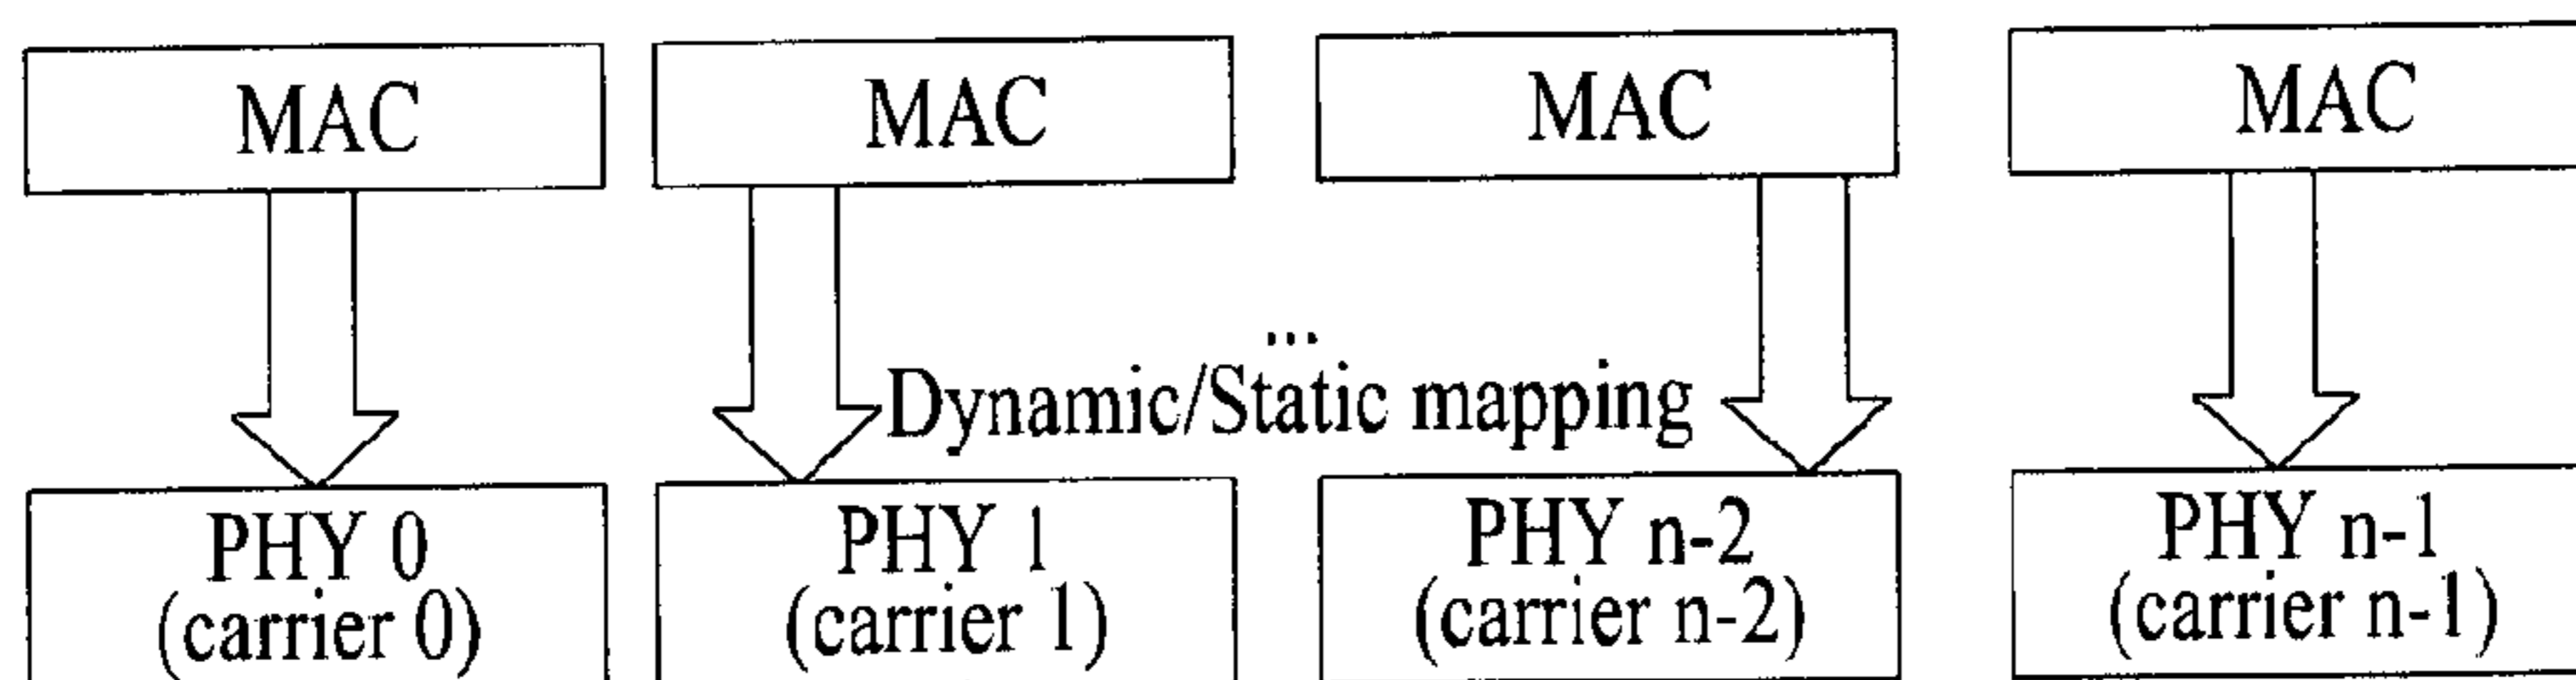 MAC MAC MAC MAC
...
Dynamic/Static mapping
PHY 0 PHY 1 PHY n-2 PHY n-1
(carrier 0) (carrier 1) (carrier n-2) (carrier n-1)